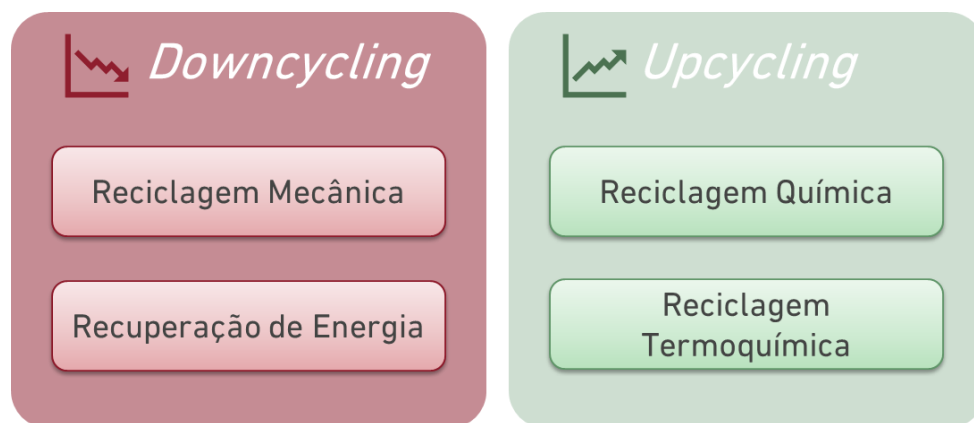 Downcycling
Reciclagem Mecânica
Recuperação de Energia
Upcycling
Reciclagem Química
Reciclagem
Termoquímica